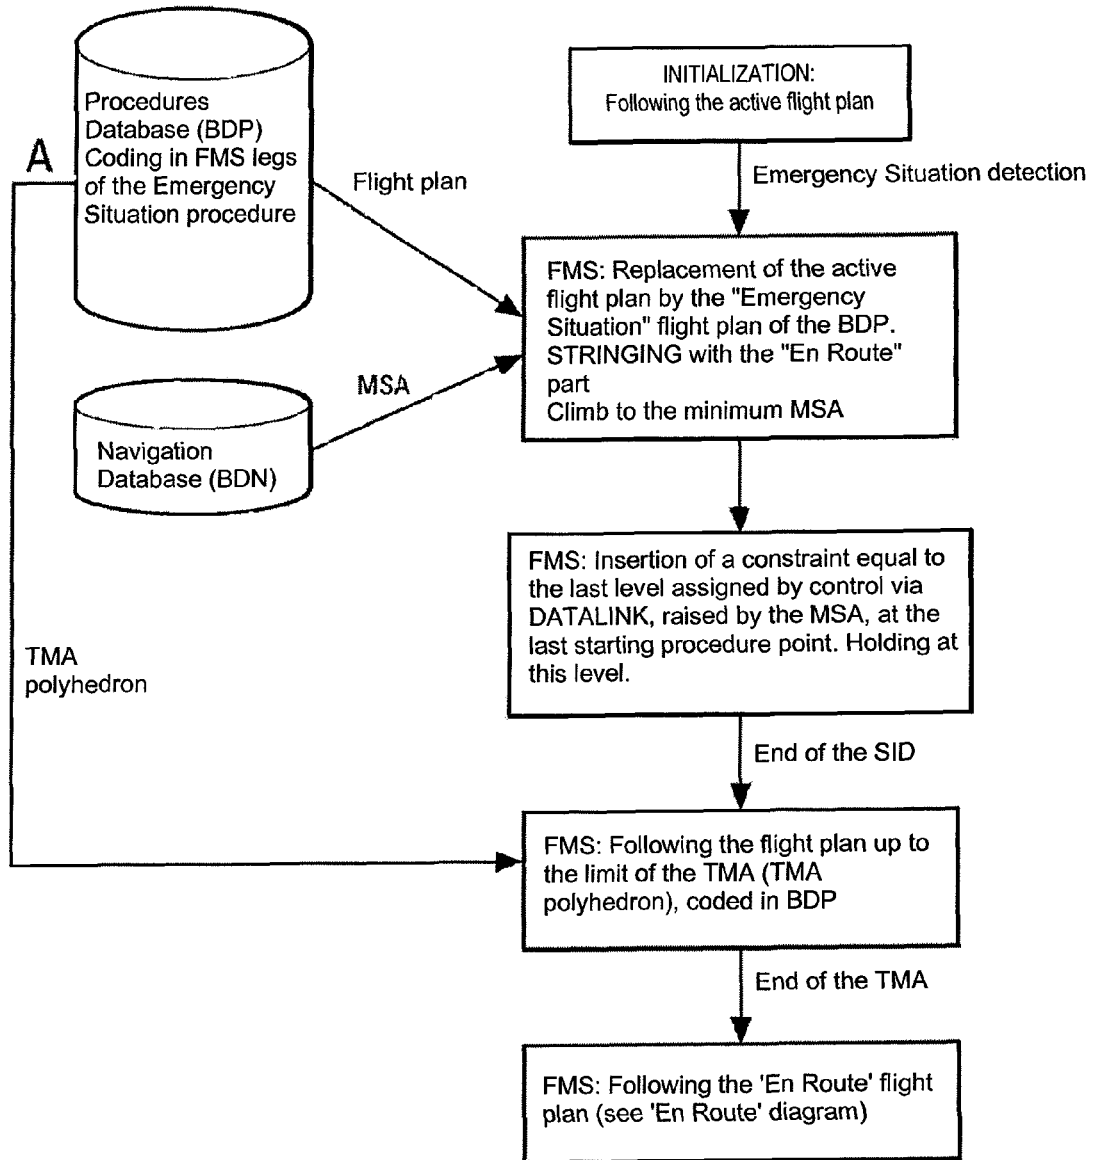 INITIALIZATION:
Following the active flight plan
Procedures
Database (BDP)
Coding in FMS legs
of the Emergency
Situation procedure
A
Flight plan
Emergency Situation detection
FMS: Replacement of the active
flight plan by the "Emergency
Situation" flight plan of the BDP.
STRINGING with the "En Route"
part
Climb to the minimum MSA
MSA
Navigation
Database (BDN)
FMS: Insertion of a constraint equal to
the last level assigned by control via
DATALINK, raised by the MSA, at the
last starting procedure point. Holding at
this level.
TMA
polyhedron
End of the SID
FMS: Following the flight plan up to
the limit of the TMA (TMA
polyhedron), coded in BDP
End of the TMA
FMS: Following the 'En Route' flight
plan (see 'En Route' diagram)